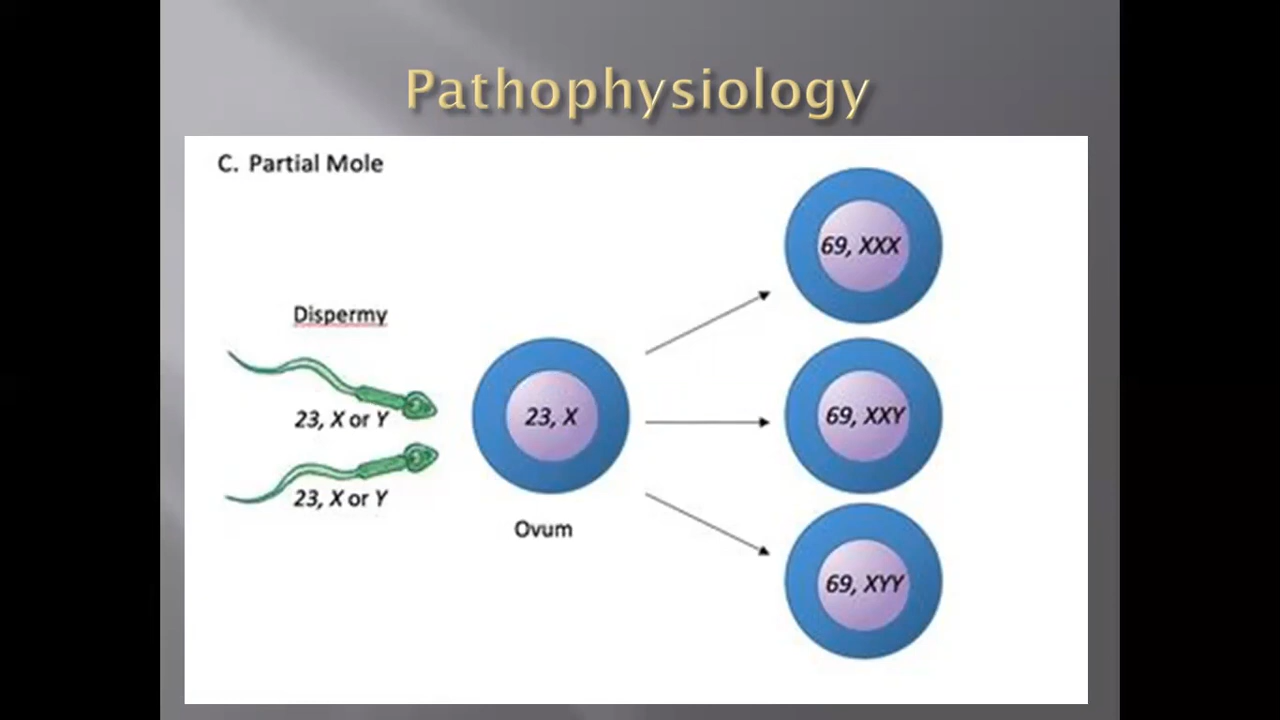 Pathophysiology
C. Partial Mole
Dispermy
23, X or Y
23, X or Y
23, X
Ovum
69, XXX
69, XXY
69, XYY